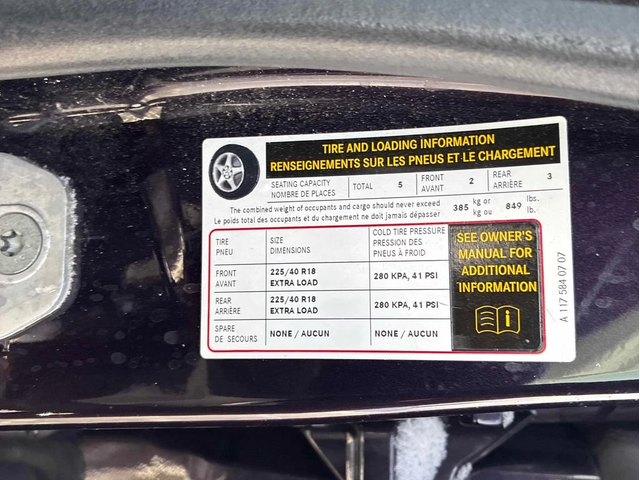 TIRE AND LOADING INFORMATION
RENSEIGNEMENTS SUR LES PNEUS ET LE CHARGEMENT
SEATING CAPACITY
NOMBRE DE PLACES
TOTAL 5
FRONT
AVANT
2
REAR
ARRIÈRE
3
The combined weight of occupants and cargo should never exceed
Le poids total des occupants et du chargement ne doit jamais dépasser
385 kg or
kg ou
849 lbs.
lb.
TIRE
PNEU
SIZE
DIMENSIONS
COLD TIRE PRESSURE
PRESSION DES
PNEUS À FROID
FRONT
AVANT
225/40 R18
EXTRA LOAD
280 KPA, 41 PSI
REAR
ARRIÈRE
225/40 R18
EXTRA LOAD
280 KPA, 41 PSI
SPARE
DE SECOURS
NONE / AUCUN
NONE / AUCUN
SEE OWNER'S
MANUAL FOR
ADDITIONAL
INFORMATION
A 117 584 07 07